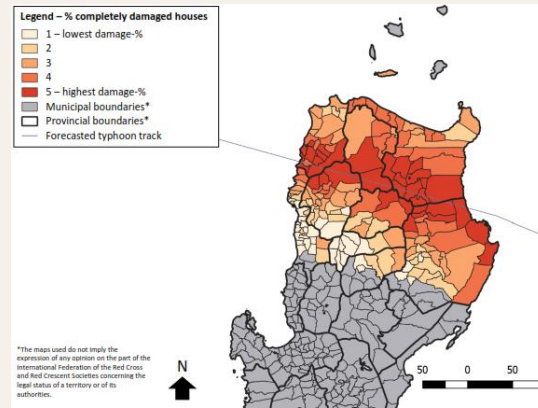 Legend – % completely damaged houses
1 – lowest damage-%
2
3
4
5 – highest damage-%
Municipal boundaries*
Provincial boundaries*
Forecasted typhoon track
*The maps used do not imply the
expression of any opinion on the part of the
International Federation of the Red Cross
and Red Crescent Societies concerning the
legal status of a territory or of its
authorities.
N
50 0 50